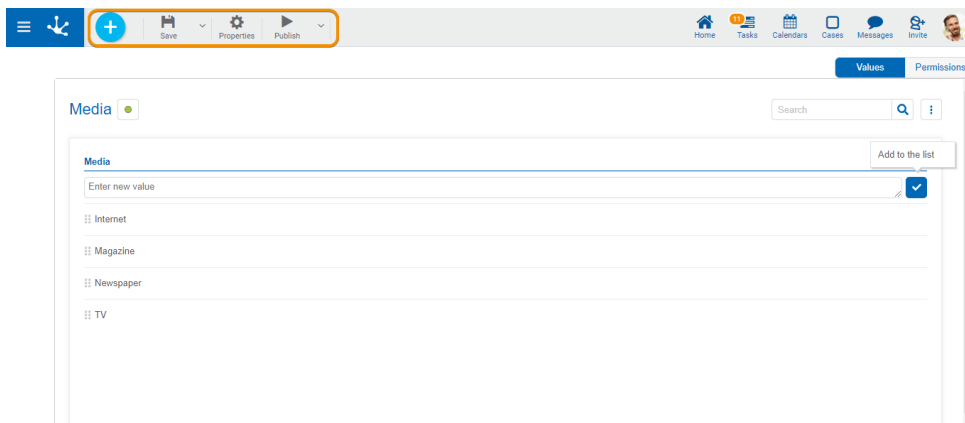 11
Save Properties Publish Home Tasks Calendars Cases Messages Invite
Values Permissions
Media Search
Add to the list
Media
Enter new value
Internet
Magazine
Newspaper
TV